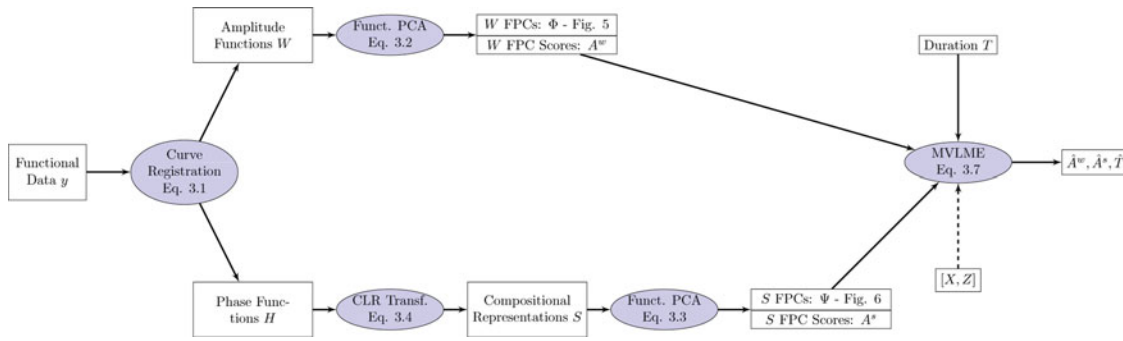 Amplitude
Functions W
Funct. PCA
Eq. 3.2
W FPCs: Φ - Fig. 5
W FPC Scores: A^w
Duration T
Functional
Data y
Curve
Registration
Eq. 3.1
MVLME
Eq. 3.7
Â^w, Â^s, T̂
[X, Z]
Phase Func-
tions H
CLR Transf.
Eq. 3.4
Compositional
Representations S
Funct. PCA
Eq. 3.3
S FPCs: Ψ - Fig. 6
S FPC Scores: A^s